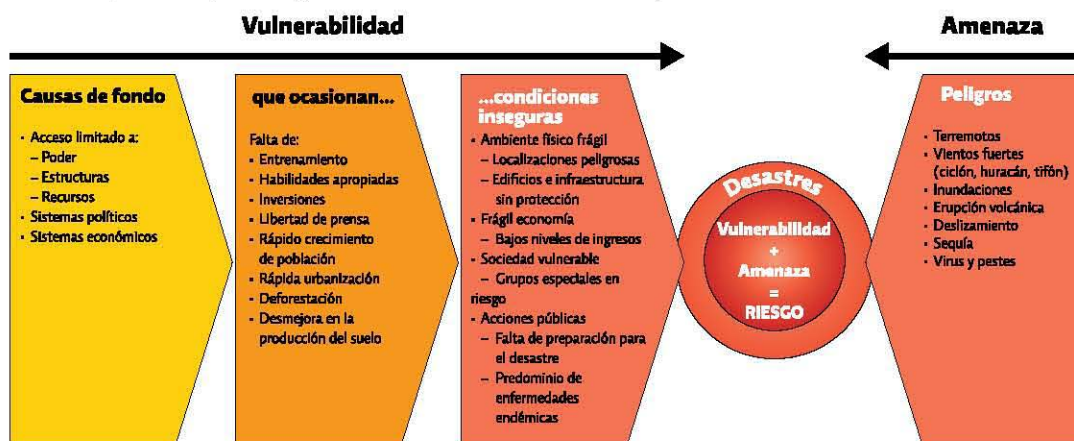 Vulnerabilidad
Amenaza
Causas de fondo
• Acceso limitado a:
– Poder
– Estructuras
– Recursos
• Sistemas políticos
• Sistemas económicos
que ocasionan...
Falta de:
• Entrenamiento
• Habilidades apropiadas
• Inversiones
• Libertad de prensa
• Rápido crecimiento
de población
• Rápida urbanización
• Deforestación
• Desmejora en la
producción del suelo
...condiciones
inseguras
• Ambiente físico frágil
– Localizaciones peligrosas
– Edificios e infraestructura
sin protección
• Frágil economía
– Bajos niveles de ingresos
• Sociedad vulnerable
– Grupos especiales en
riesgo
• Acciones públicas
– Falta de preparación para
el desastre
– Predominio de
enfermedades
endémicas
Desastres
Vulnerabilidad
+
Amenaza
=
RIESGO
Peligros
• Terremotos
• Vientos fuertes
(ciclón, huracán, tifón)
• Inundaciones
• Erupción volcánica
• Deslizamiento
• Sequía
• Virus y pestes